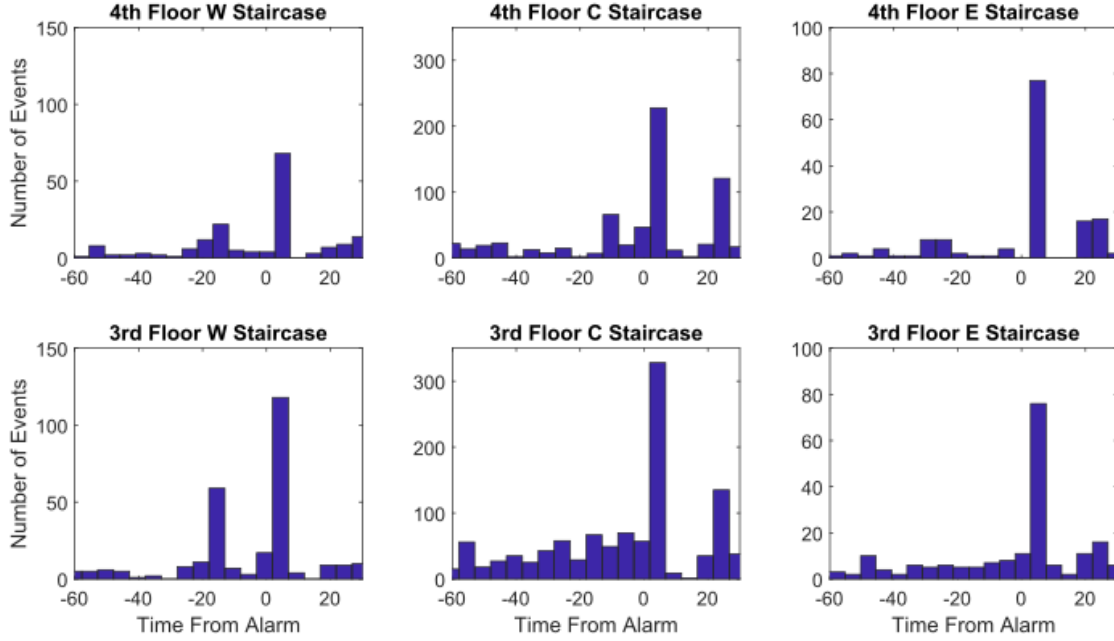 4th Floor W Staircase
150
100
50
0
Number of Events
-60 -40 -20 0 20
4th Floor C Staircase
300
200
100
0
-60 -40 -20 0 20
4th Floor E Staircase
100
80
60
40
20
0
-60 -40 -20 0 20
3rd Floor W Staircase
150
100
50
0
Number of Events
-60 -40 -20 0 20
Time From Alarm
3rd Floor C Staircase
300
200
100
0
-60 -40 -20 0 20
Time From Alarm
3rd Floor E Staircase
100
80
60
40
20
0
-60 -40 -20 0 20
Time From Alarm